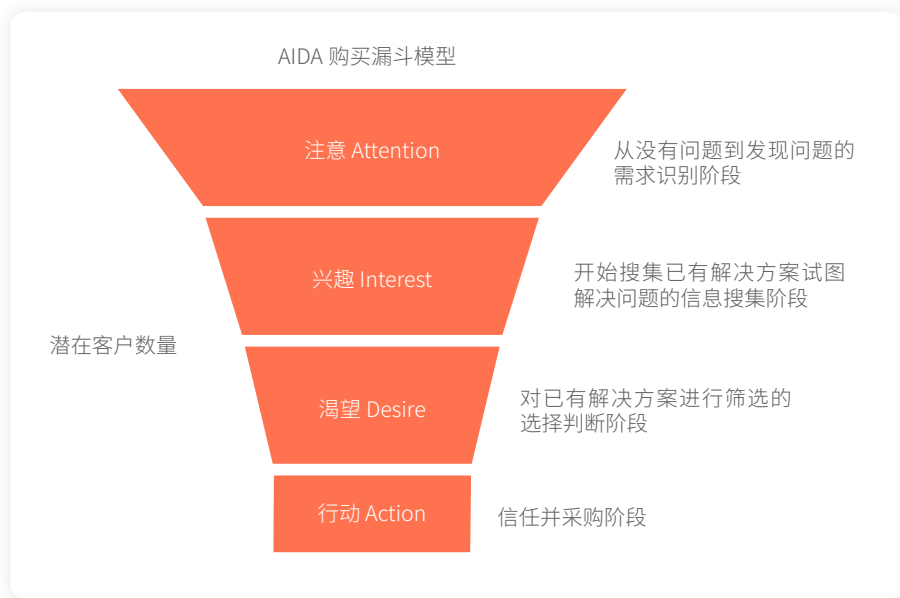 AIDA 购买漏斗模型
注意 Attention
从没有问题到发现问题的
需求识别阶段
兴趣 Interest
开始搜集已有解决方案试图
解决问题的信息搜集阶段
潜在客户数量
渴望 Desire
对已有解决方案进行筛选的
选择判断阶段
行动 Action
信任并采购阶段